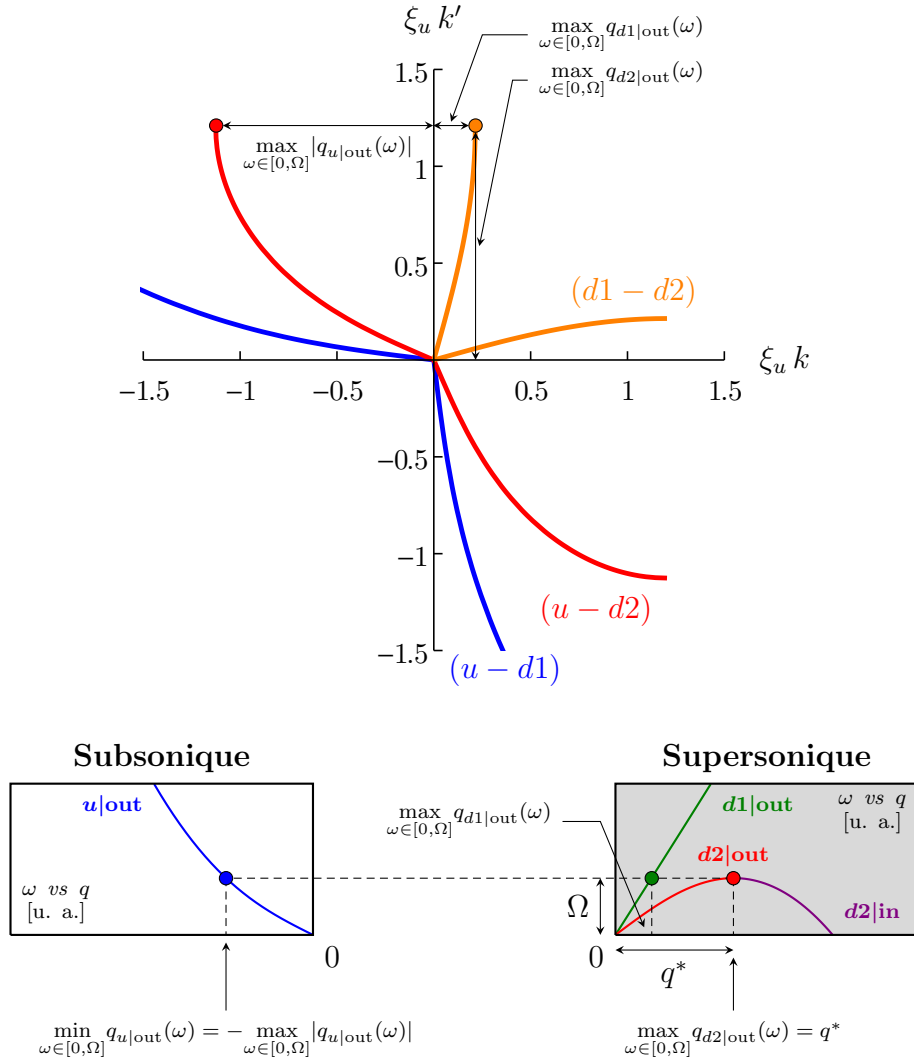 ξ_u k′
max_{ω∈[0,Ω]} q_{d1|out}(ω)
max_{ω∈[0,Ω]} q_{d2|out}(ω)
1.5
max_{ω∈[0,Ω]} |q_{u|out}(ω)|
1
0.5
(d1 − d2)
ξ_u k
−1.5 −1 −0.5 0.5 1 1.5
−0.5
−1
(u − d2)
−1.5
(u − d1)
Subsonique
Supersonique
u|out
max_{ω∈[0,Ω]} q_{d1|out}(ω)
d1|out
ω vs q
[u. a.]
d2|out
ω vs q
[u. a.]
Ω
d2|in
0
0
q*
min_{ω∈[0,Ω]} q_{u|out}(ω) = − max_{ω∈[0,Ω]} |q_{u|out}(ω)|
max_{ω∈[0,Ω]} q_{d2|out}(ω) = q*